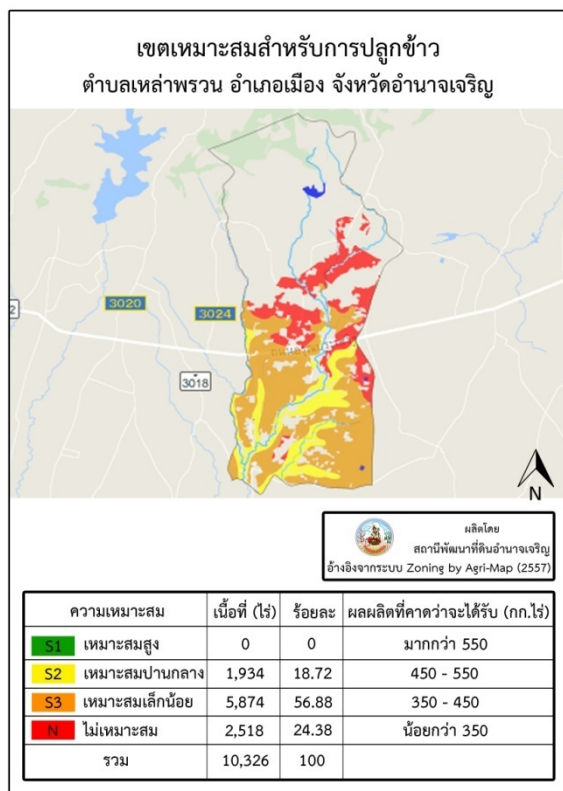 เขตเหมาะสมสำหรับการปลูกข้าว
ตำบลเหล่าพรวน อำเภอเมือง จังหวัดอำนาจเจริญ
3020
3024
2
3018
N
ผลิตโดย
สถานีพัฒนาที่ดินอำนาจเจริญ
อ้างอิงจากระบบ Zoning by Agri-Map (2557)
ความเหมาะสม เนื้อที่ (ไร่) ร้อยละ ผลผลิตที่คาดว่าจะได้รับ (กก.ไร่)
S1 เหมาะสมสูง 0 0 มากกว่า 550
S2 เหมาะสมปานกลาง 1,934 18.72 450 - 550
S3 เหมาะสมเล็กน้อย 5,874 56.88 350 - 450
N ไม่เหมาะสม 2,518 24.38 น้อยกว่า 350
รวม 10,326 100